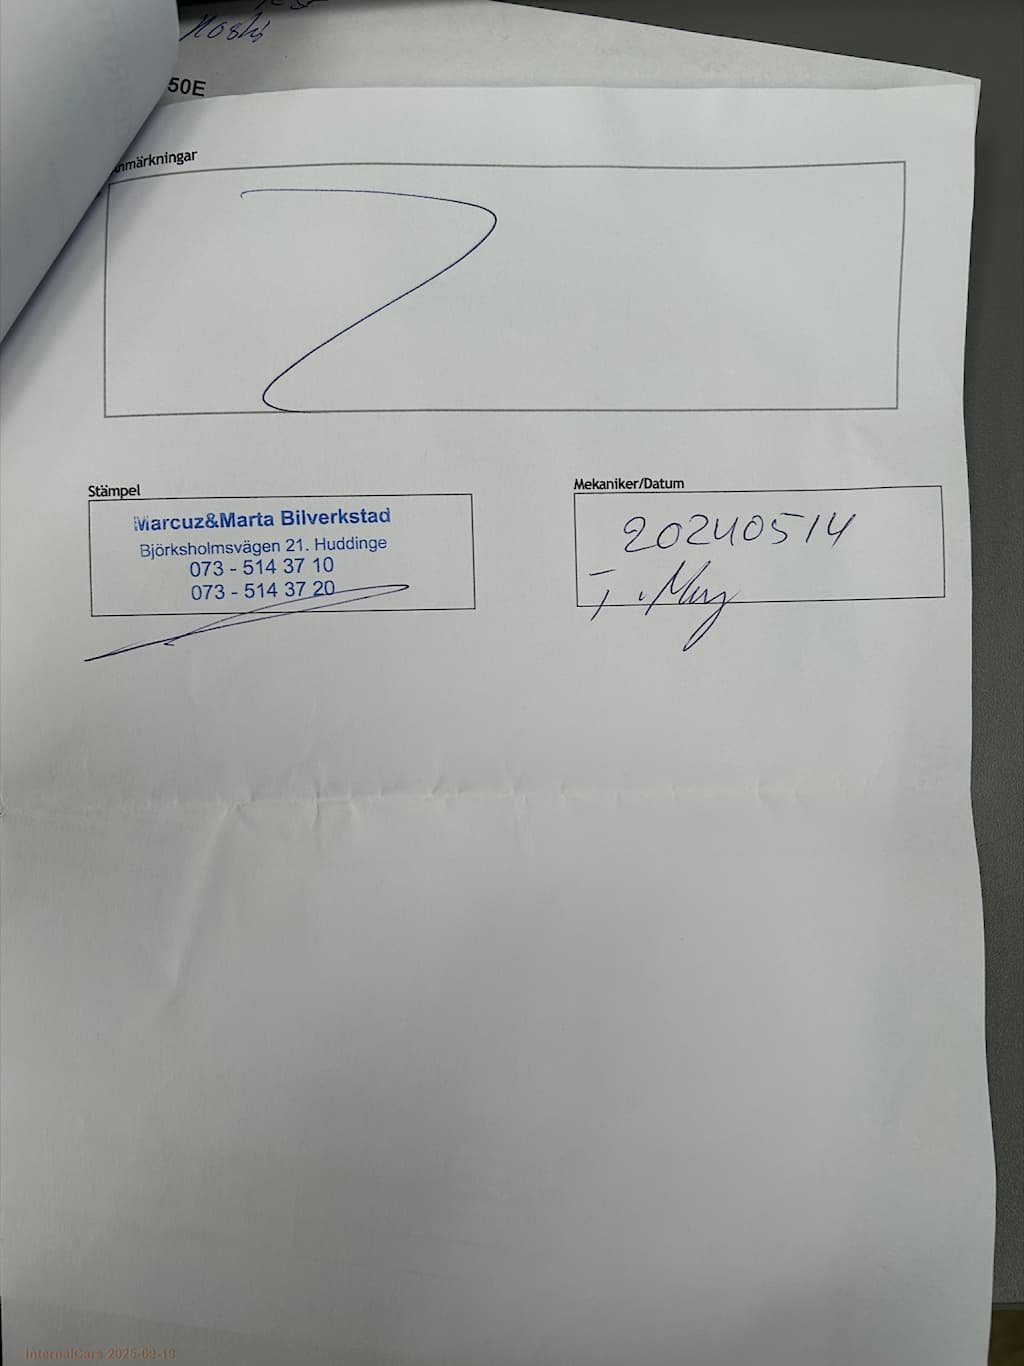 50E
Anmärkningar
Stämpel
Marcuz&Marta Bilverkstad
Björksholmsvägen 21. Huddinge
073 - 514 37 10
073 - 514 37 20
Mekaniker/Datum
20240514
InternalCars 2025-09-19